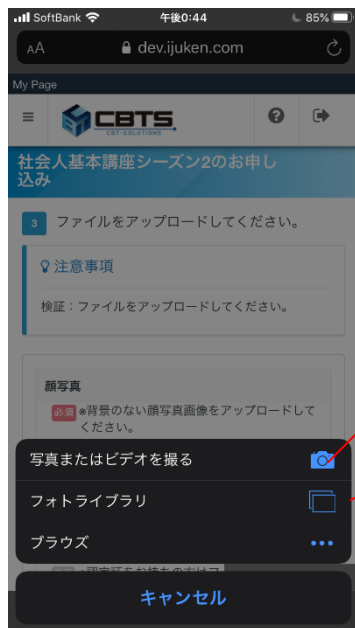 SoftBank 午後0:44 85%
AA dev.ijuken.com
My Page
CBTS
CBT-SOLUTIONS
社会人基本講座シーズン2のお申し
込み
3 ファイルをアップロードしてください。
注意事項
検証：ファイルをアップロードしてください。
顔写真
必須 ※背景のない顔写真画像をアップロードして
ください。
写真またはビデオを撮る
フォトライブラリ
ブラウズ
キャンセル